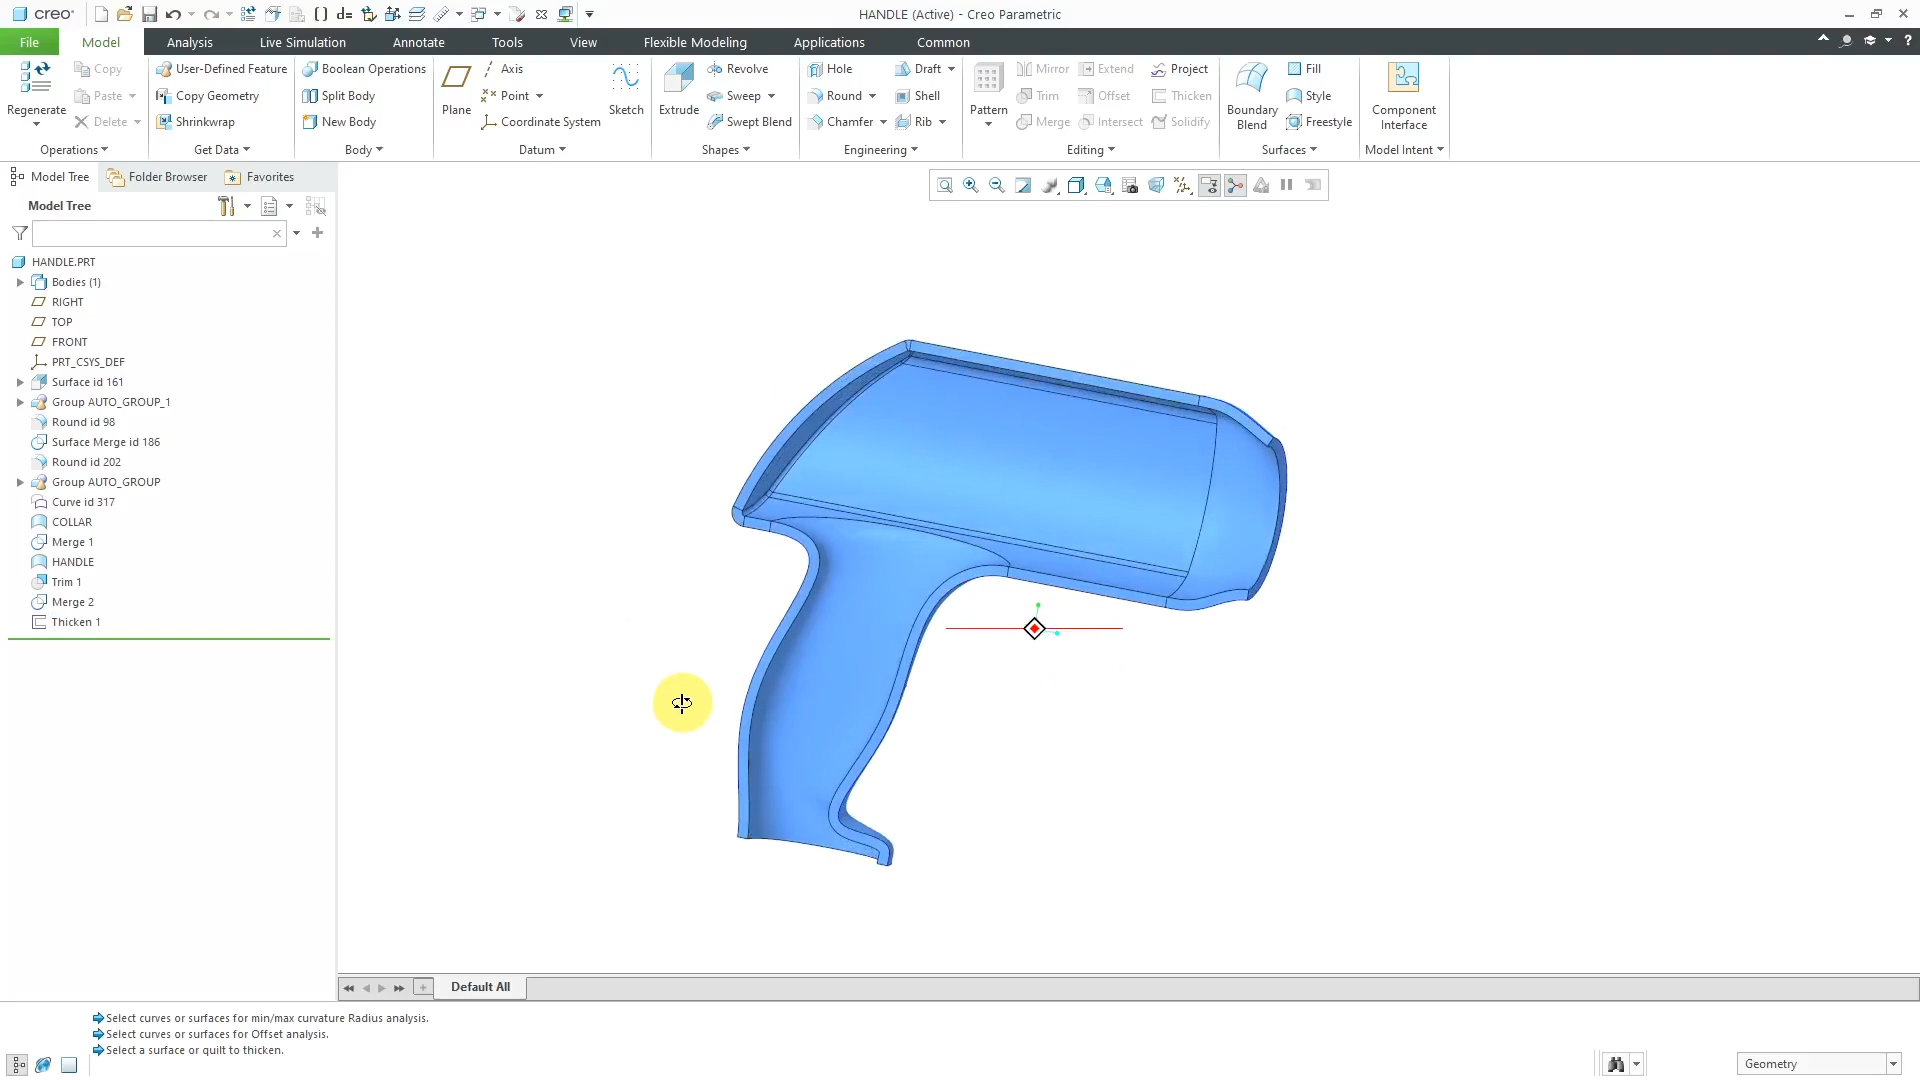 creo
HANDLE (Active) - Creo Parametric
File Model Analysis Live Simulation Annotate Tools View Flexible Modeling Applications Common
Regenerate Copy Paste Delete
Operations
User-Defined Feature Copy Geometry Shrinkwrap
Get Data
Boolean Operations Split Body New Body
Body
Plane Axis Point Coordinate System Sketch
Datum
Extrude Revolve Sweep Swept Blend
Shapes
Hole Round Chamfer Draft Shell Rib
Engineering
Pattern Mirror Trim Merge Extend Offset Intersect Project Thicken Solidify
Editing
Boundary Blend Fill Style Freestyle
Surfaces
Component Interface
Model Intent
Model Tree Folder Browser Favorites
Model Tree
HANDLE.PRT
Bodies (1)
RIGHT
TOP
FRONT
PRT_CSYS_DEF
Surface id 161
Group AUTO_GROUP_1
Round id 98
Surface Merge id 186
Round id 202
Group AUTO_GROUP
Curve id 317
COLLAR
Merge 1
HANDLE
Trim 1
Merge 2
Thicken 1
Default All
Select curves or surfaces for min/max curvature Radius analysis.
Select curves or surfaces for Offset analysis.
Select a surface or quilt to thicken.
Geometry